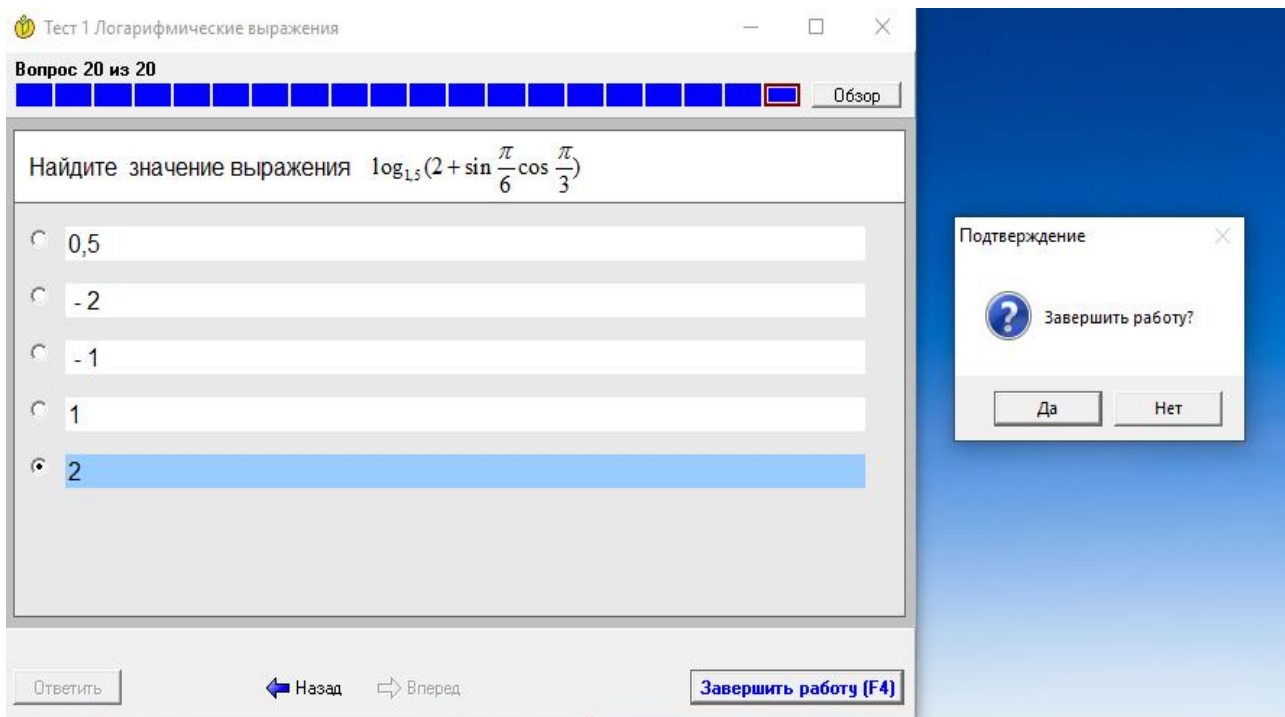 Тест 1 Логарифмические выражения
Вопрос 20 из 20
Обзор
Найдите значение выражения log₁,₅(2 + sin π/6 cos π/3)
0,5
- 2
- 1
1
2
Ответить
Назад
Вперед
Завершить работу (F4)
Подтверждение
Завершить работу?
Да
Нет